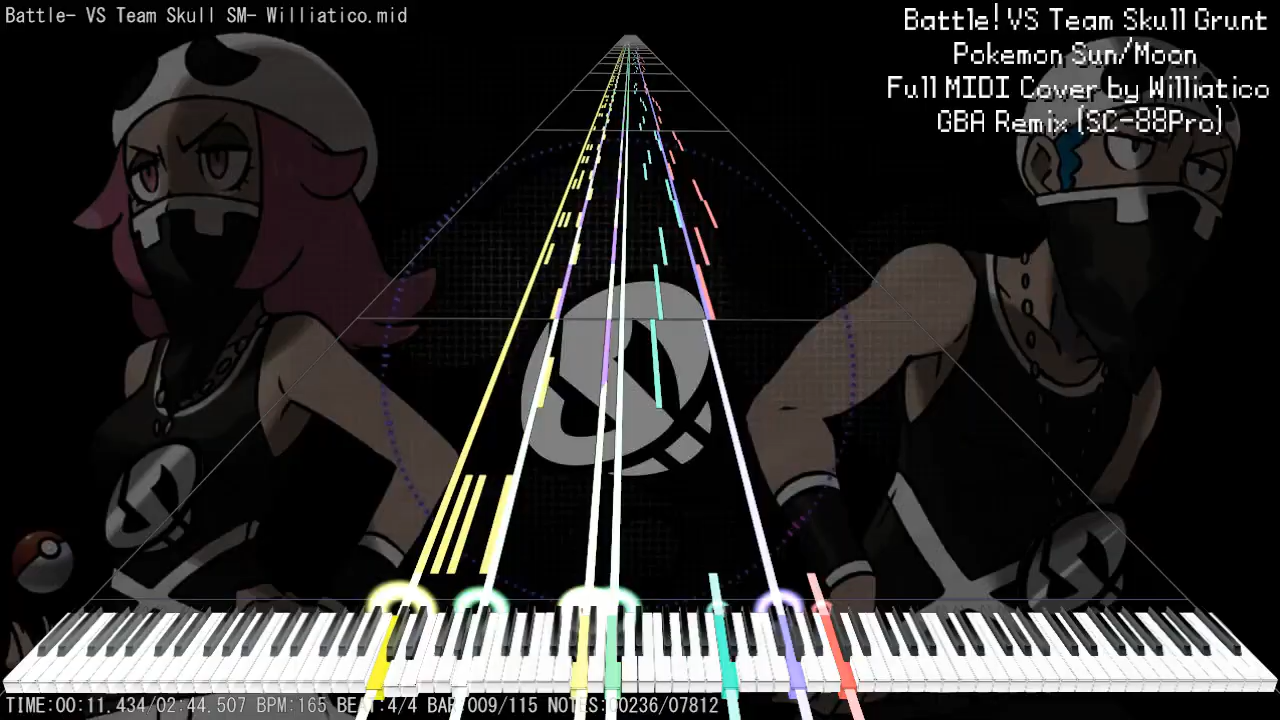 Battle- VS Team Skull SM- Williatico.mid
Battle! VS Team Skull Grunt
Pokemon Sun/Moon
Full MIDI Cover by Williatico
GBA Remix (SC-88Pro)
TIME:00:11.434/02:44.507 BPM:165 BEAT:4/4 BAR:009/115 NOTES:00236/07812